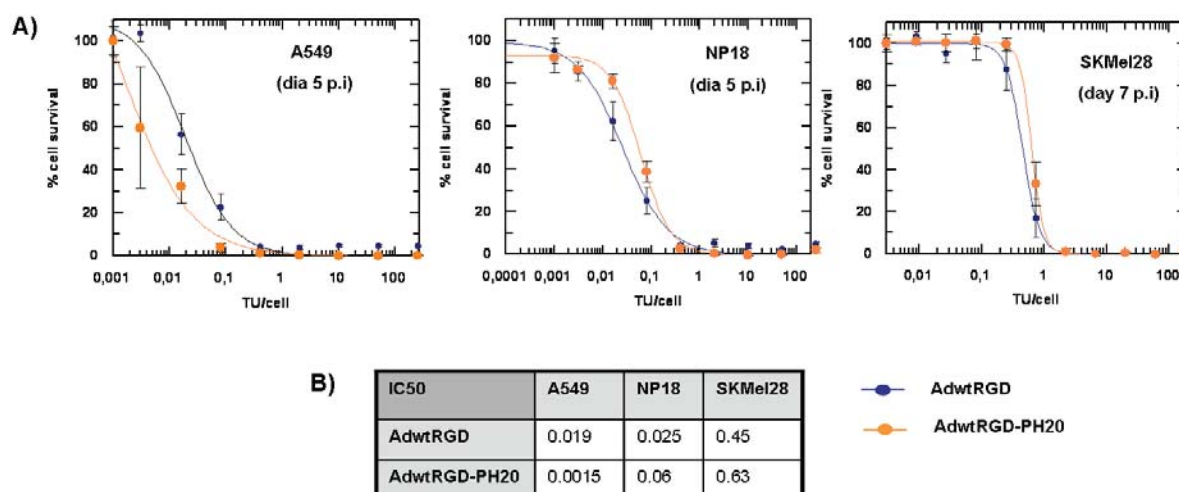 A)
A549
(dia 5 p.i)
% cell survival
100
80
60
40
20
0
0,001 0,01 0,1 1 10 100
TU/cell
NP18
(dia 5 p.i)
% cell survival
100
80
60
40
20
0
0,0001 0,001 0,01 0,1 1 10 100
TU/cell
SKMel28
(day 7 p.i)
% cell survival
100
80
60
40
20
0
0,01 0,1 1 10 100
TU/cell
B)
IC50 A549 NP18 SKMel28
AdwtRGD 0.019 0.025 0.45
AdwtRGD-PH20 0.0015 0.06 0.63
AdwtRGD
AdwtRGD-PH20